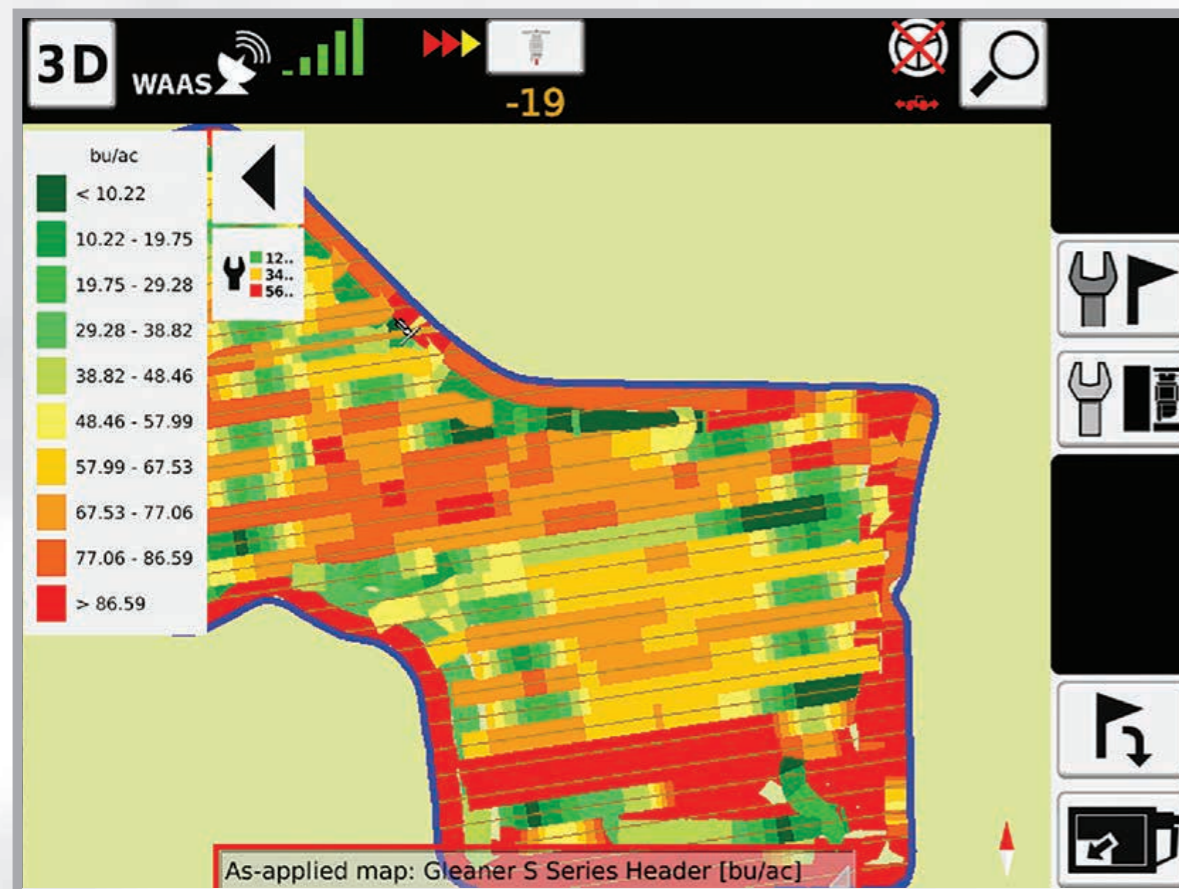 3D
WAAS
-19
bu/ac
< 10.22
10.22 - 19.75
19.75 - 29.28
29.28 - 38.82
38.82 - 48.46
48.46 - 57.99
57.99 - 67.53
67.53 - 77.06
77.06 - 86.59
> 86.59
12..
34..
56..
As-applied map: Gleaner S Series Header [bu/ac]